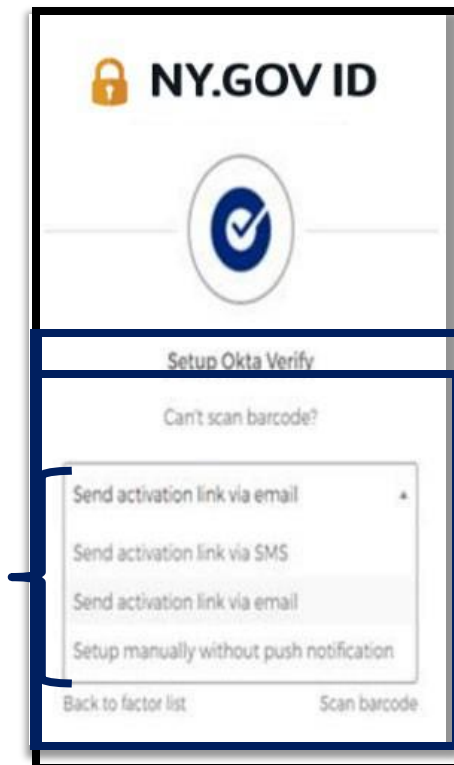 NY.GOV ID
Setup Okta Verify
Can't scan barcode?
Send activation link via email
Send activation link via SMS
Send activation link via email
Setup manually without push notification
Back to factor list Scan barcode